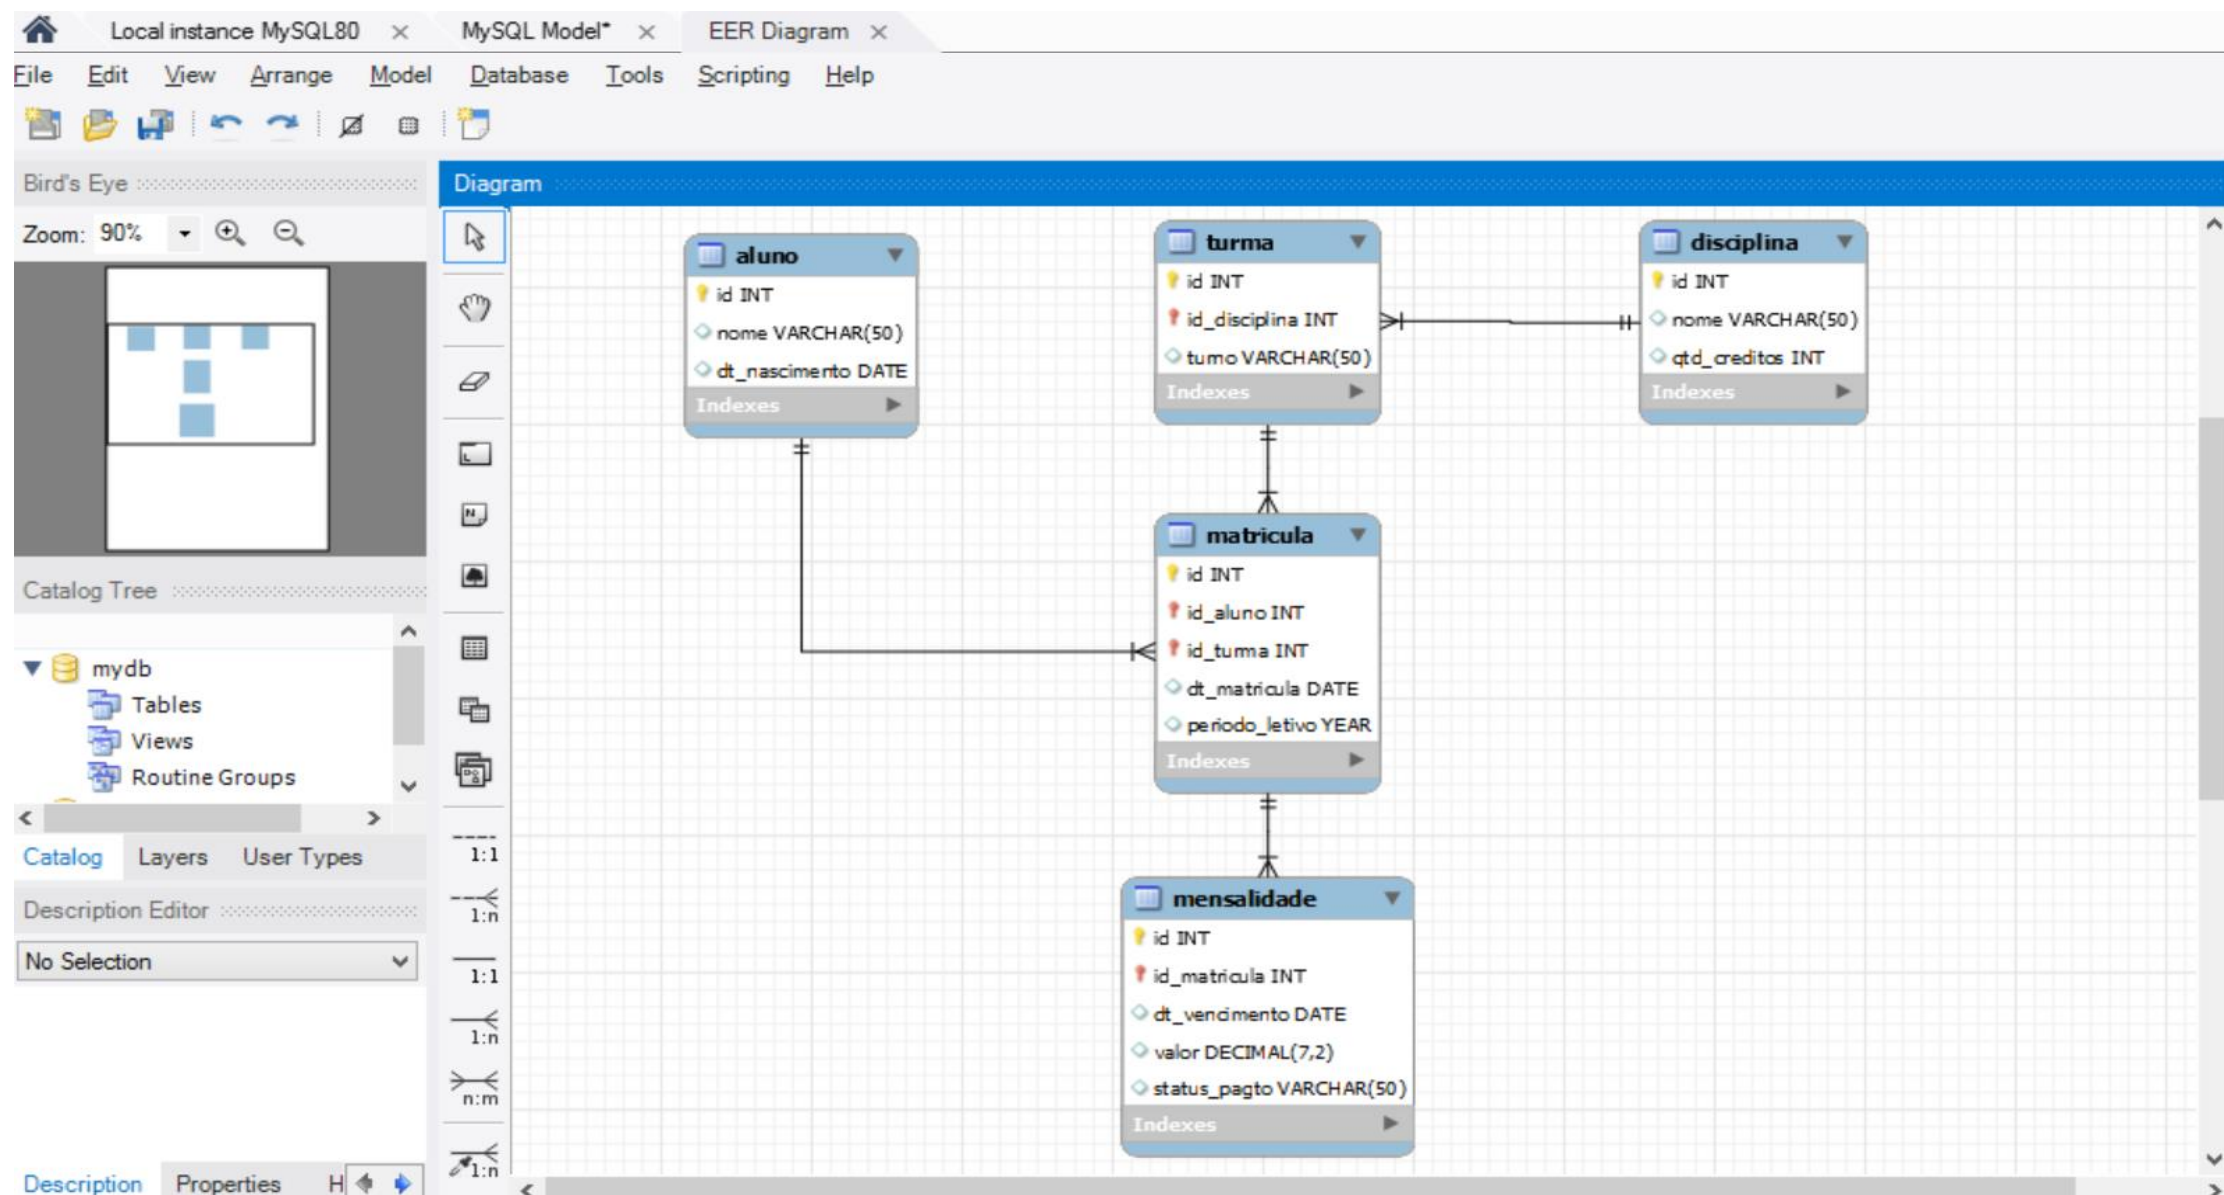 Local instance MySQL80 MySQL Model* EER Diagram
File Edit View Arrange Model Database Tools Scripting Help
Bird's Eye
Zoom: 90%
Catalog Tree
mydb
Tables
Views
Routine Groups
Catalog Layers User Types
Description Editor
No Selection
Description Properties H
Diagram
L
N
1:1
1:n
1:1
1:n
n:m
1:n
aluno
id INT
nome VARCHAR(50)
dt_nascimento DATE
Indexes
turma
id INT
id_disciplina INT
turno VARCHAR(50)
Indexes
disciplina
id INT
nome VARCHAR(50)
qtd_creditos INT
Indexes
matricula
id INT
id_aluno INT
id_turma INT
dt_matricula DATE
periodo_letivo YEAR
Indexes
mensalidade
id INT
id_matricula INT
dt_vencimento DATE
valor DECIMAL(7,2)
status_pagto VARCHAR(50)
Indexes